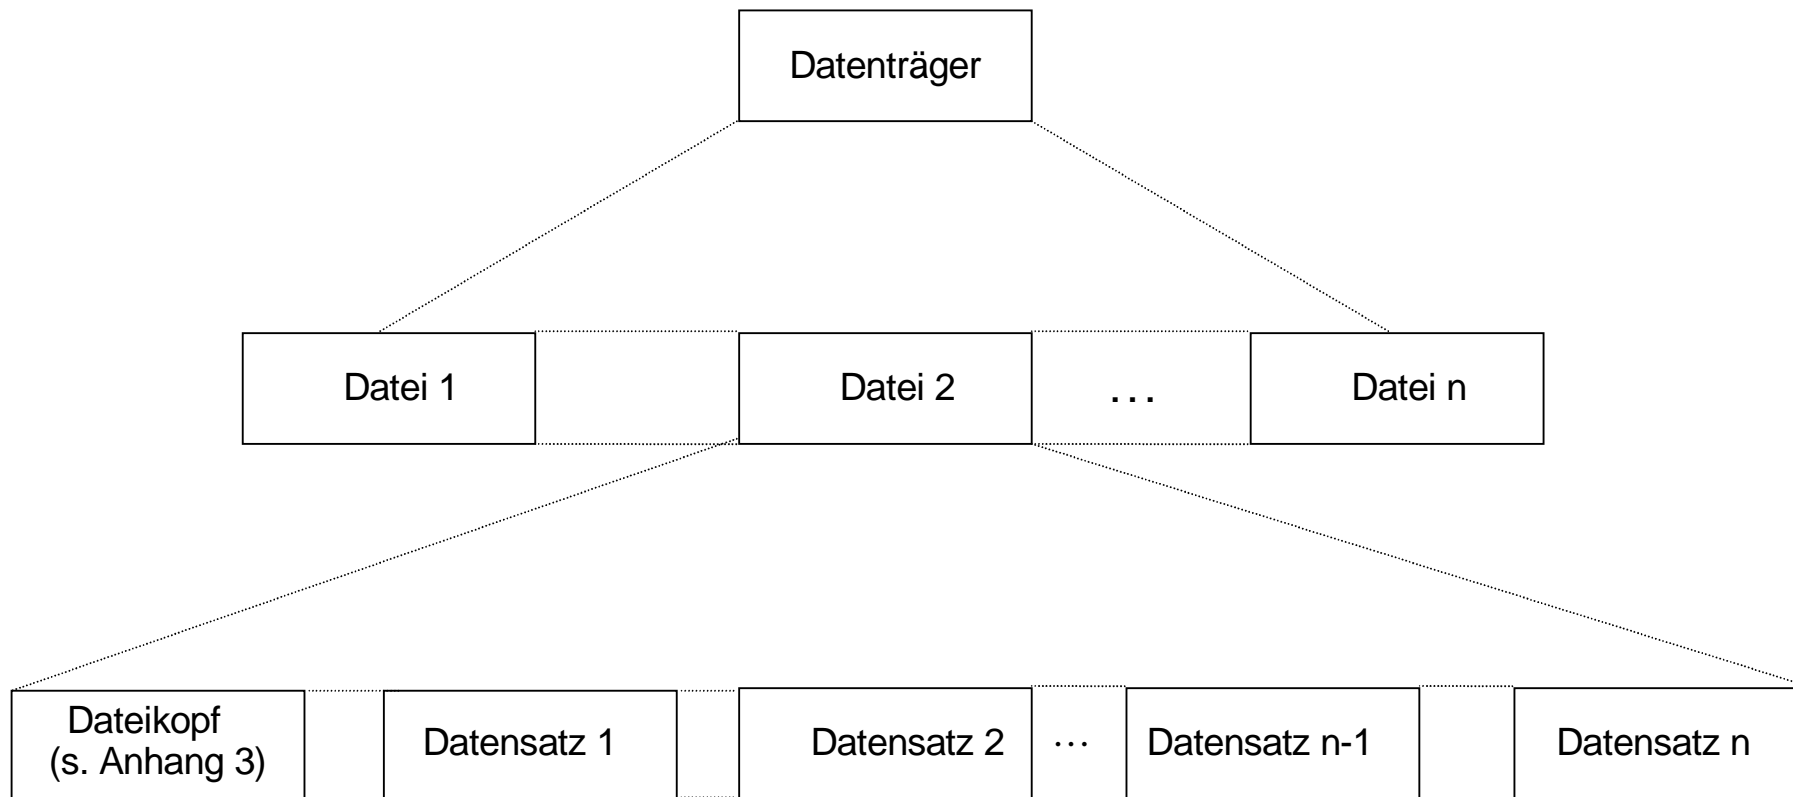 Datenträger
Datei 1
Datei 2
...
Datei n
Dateikopf
(s. Anhang 3)
Datensatz 1
Datensatz 2
...
Datensatz n-1
Datensatz n